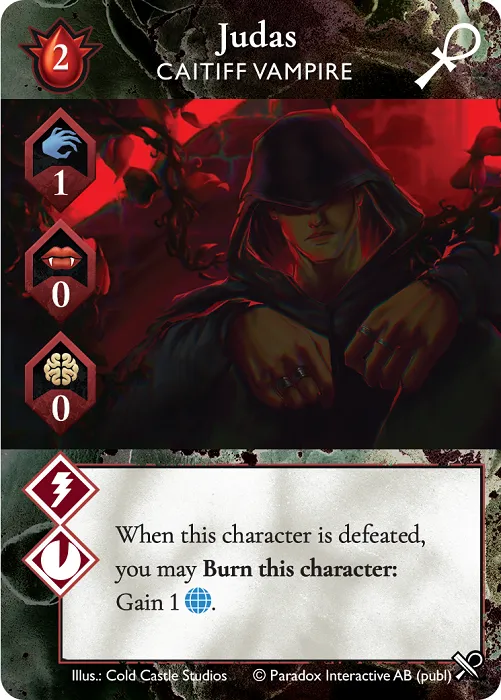 2
Judas
CAITIFF VAMPIRE
1
0
0
When this character is defeated,
you may Burn this character:
Gain 1 .
Illus.: Cold Castle Studios © Paradox Interactive AB (publ)